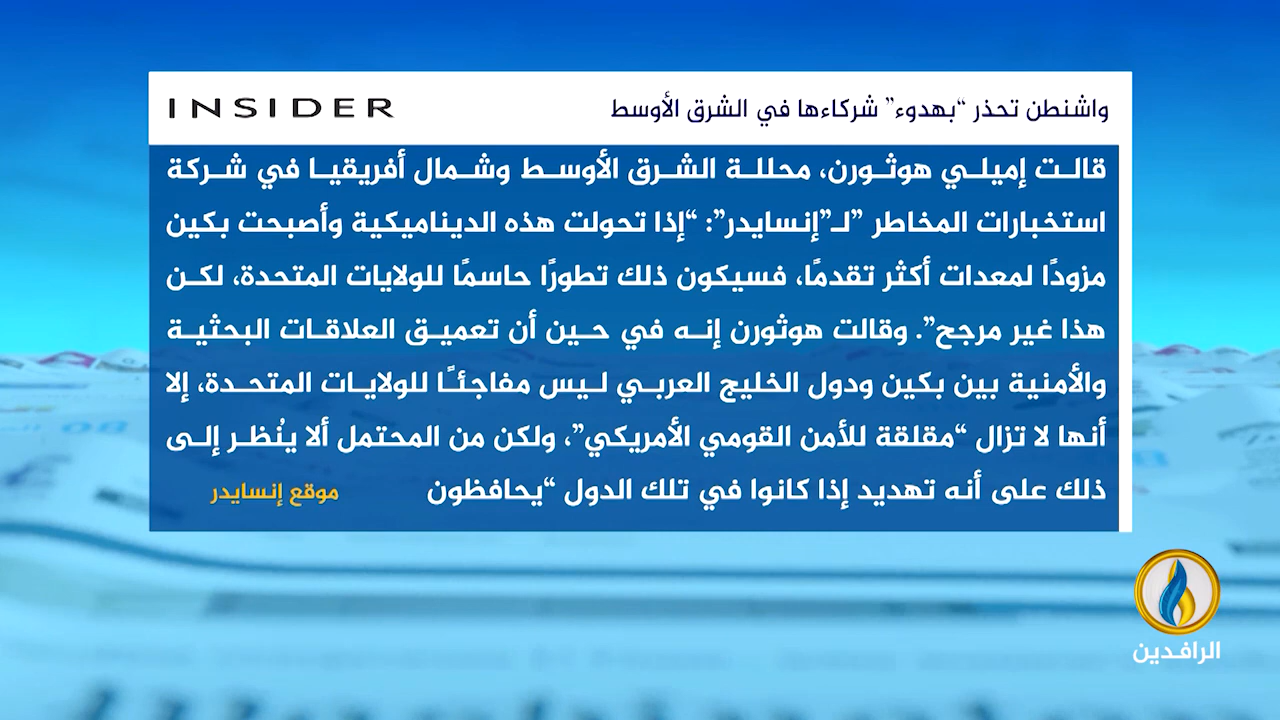 واشنطن تحذر “بهدوء” شركاءها في الشرق الأوسط
INSIDER
قالت إميلي هوثورن، محللة الشرق الأوسط وشمال أفريقيا في شركة
استخبارات المخاطر ”لـ”إنسايدر”: “إذا تحولت هذه الديناميكية وأصبحت بكين
مزودًا لمعدات أكثر تقدمًا، فسيكون ذلك تطورًا حاسمًا للولايات المتحدة، لكن
هذا غير مرجح”. وقالت هوثورن إنه في حين أن تعميق العلاقات البحثية
والأمنية بين بكين ودول الخليج العربي ليس مفاجئًا للولايات المتحدة، إلا
أنها لا تزال “مقلقة للأمن القومي الأمريكي”، ولكن من المحتمل ألا يُنظر إلى
ذلك على أنه تهديد إذا كانوا في تلك الدول “يحافظون
موقع إنسايدر
الرافدين